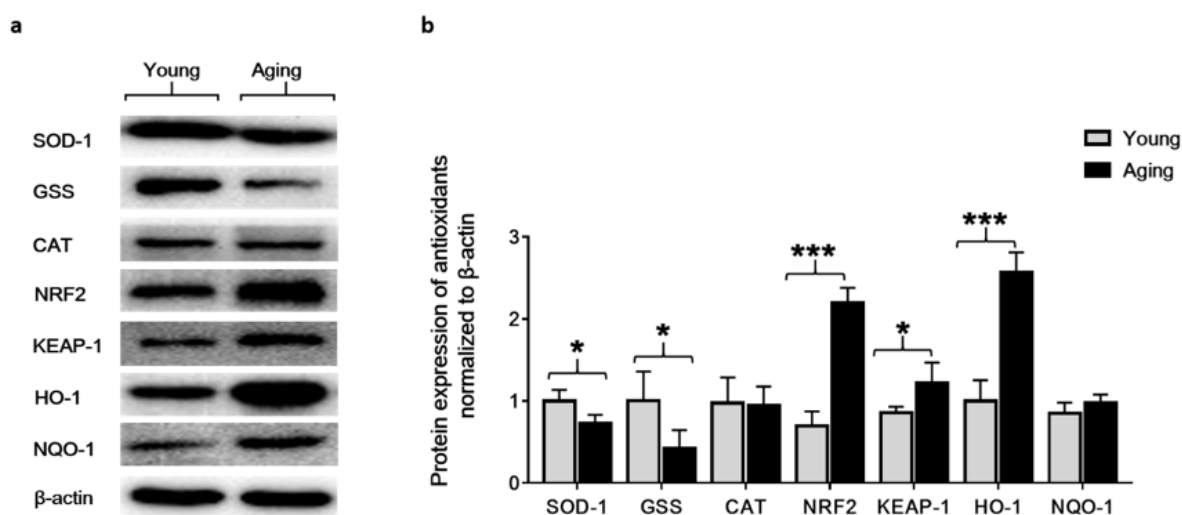 a
Young Aging
SOD-1
GSS
CAT
NRF2
KEAP-1
HO-1
NQO-1
β-actin
b
Young
Aging
Protein expression of antioxidants
normalized to β-actin
3
2
1
0
* * *** * ***
SOD-1 GSS CAT NRF2 KEAP-1 HO-1 NQO-1